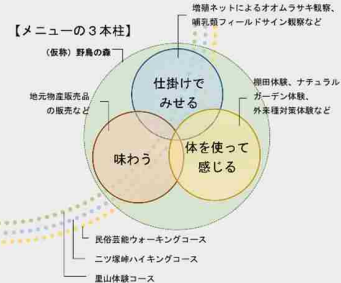 増殖ネットによるオオムラサキ観察、
哺乳類フィールドサイン観察など
【メニューの３本柱】
（仮称）野鳥の森
仕掛けで
みせる
地元物産販売品
の販売など
棚田体験、ナチュラル
ガーデン体験、
外来種対策体験など
味わう
体を使って
感じる
民俗芸能ウォーキングコース
二ツ塚峠ハイキングコース
里山体験コース